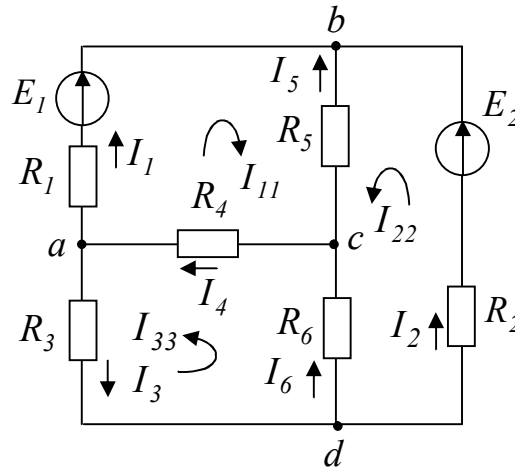 b
I₅
E₁
E₂
R₅
R₁
I₁
I₁₁
R₄
a
c
I₂₂
I₄
R₃
I₃₃
R₆
I₂
R₂
I₃
I₆
d